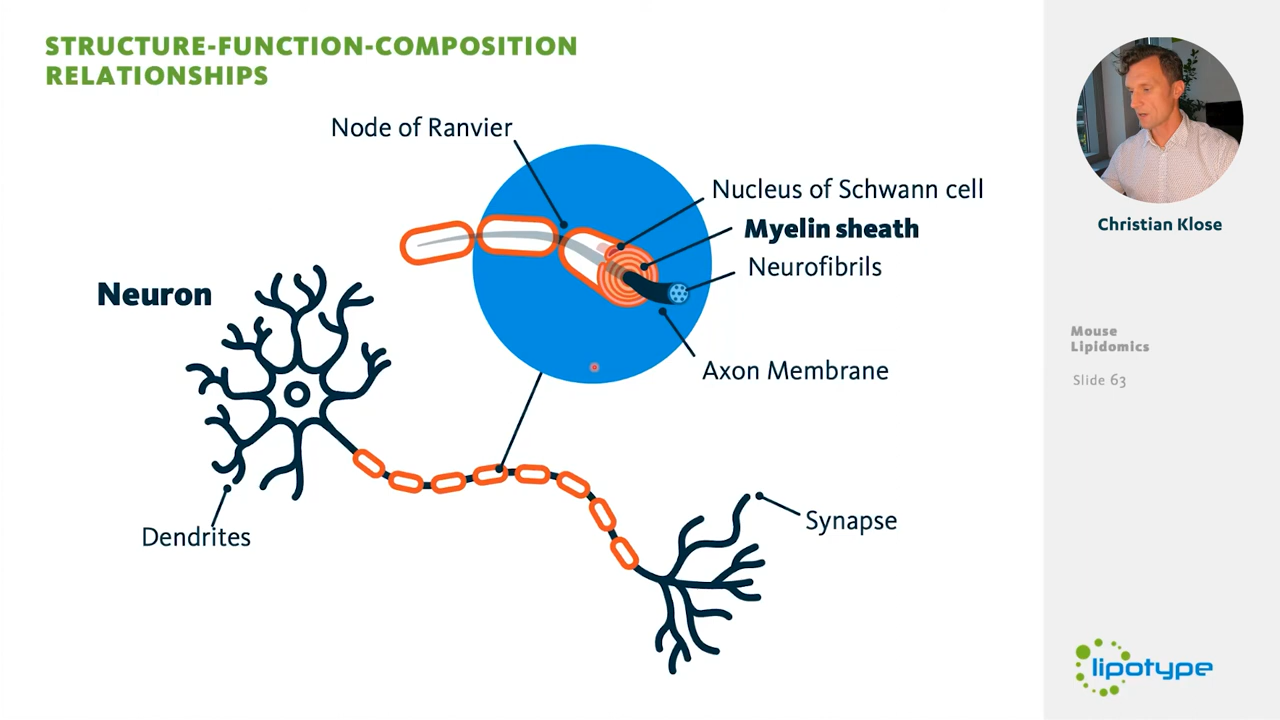 STRUCTURE-FUNCTION-COMPOSITION
RELATIONSHIPS
Node of Ranvier
Nucleus of Schwann cell
Myelin sheath
Neurofibrils
Neuron
Axon Membrane
Dendrites
Synapse
Christian Klose
Mouse
Lipidomics
Slide 63
lipotype